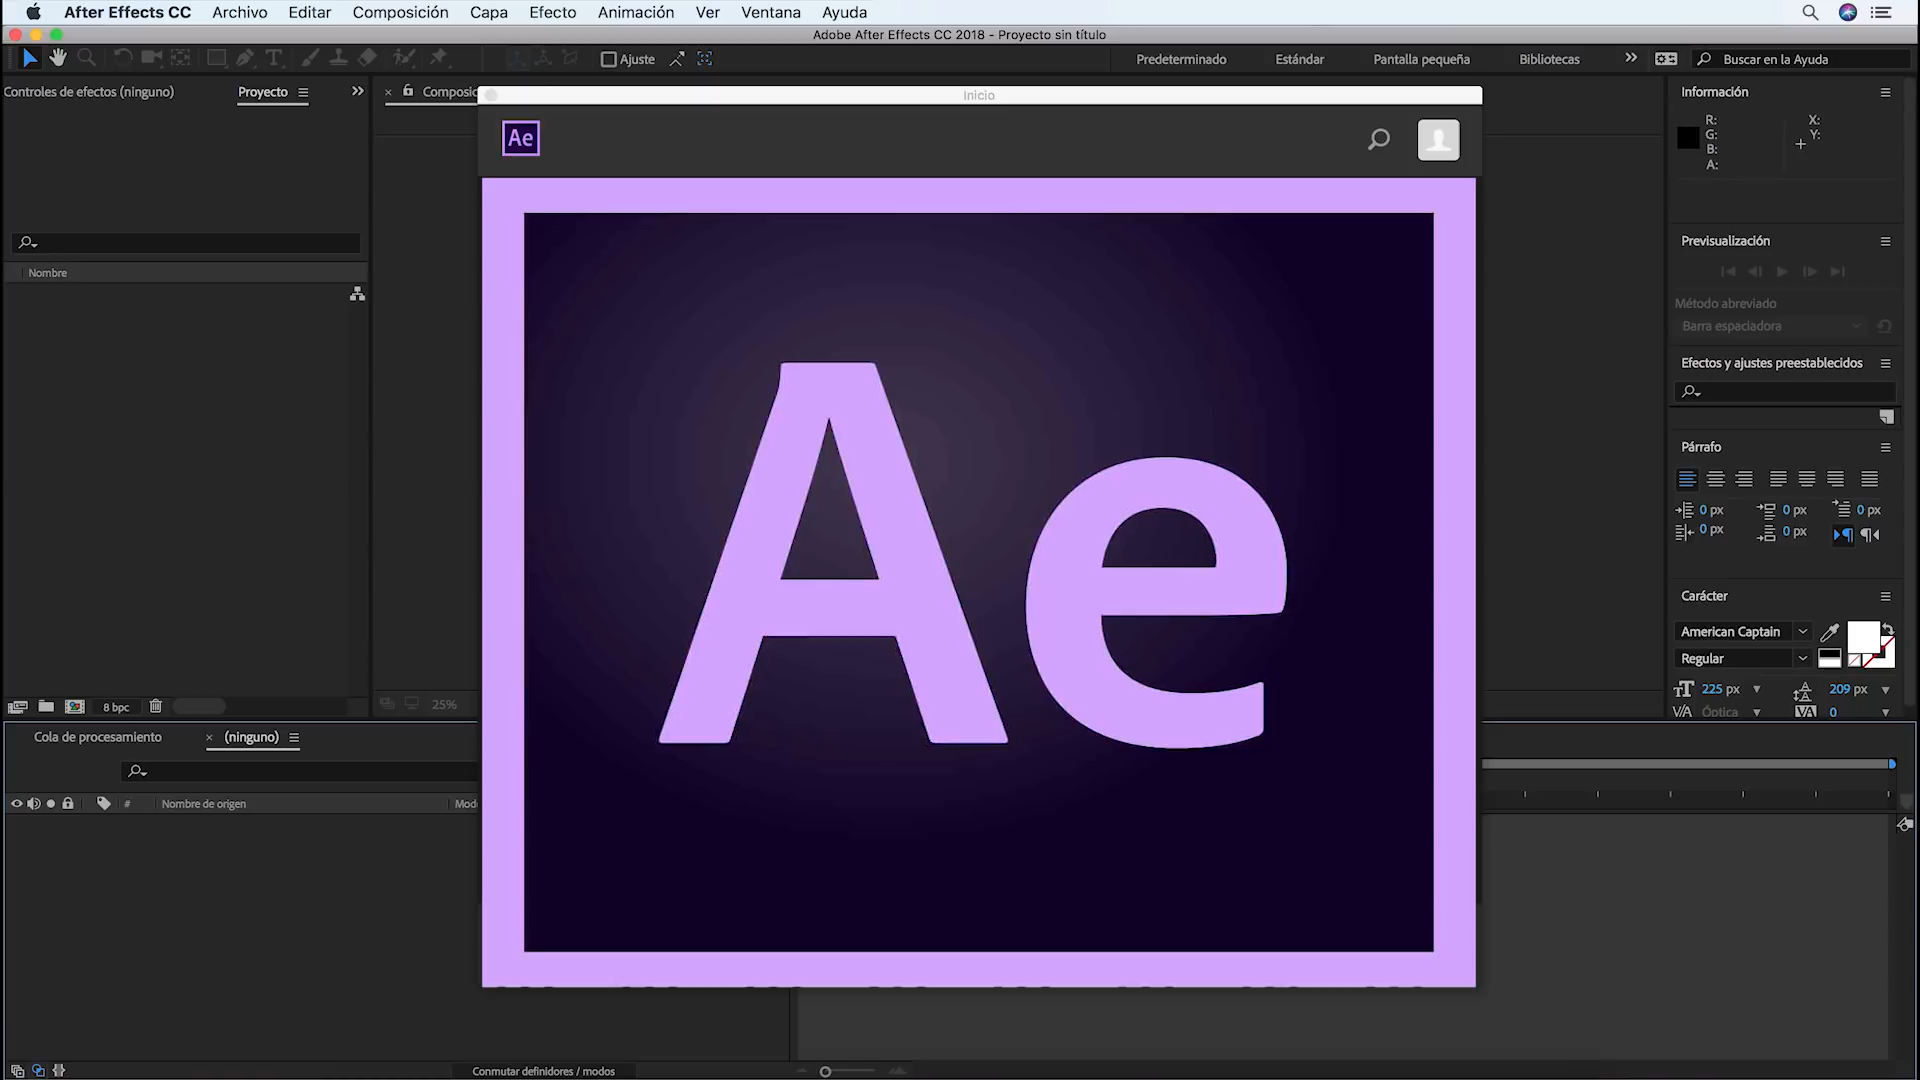 After Effects CC Archivo Editar Composición Capa Efecto Animación Ver Ventana Ayuda
Adobe After Effects CC 2018 - Proyecto sin título
Ajuste Predeterminado Estándar Pantalla pequeña Bibliotecas Buscar en la Ayuda
Controles de efectos (ninguno) Proyecto Composic
Inicio
Ae
Ae
Nombre
8 bpc
25%
Información
R: X:
G: Y:
B:
A:
Previsualización
Método abreviado
Barra espaciadora
Efectos y ajustes preestablecidos
Párrafo
0 px 0 px 0 px
0 px 0 px
Carácter
American Captain
Regular
225 px 209 px
Óptica 0
Cola de procesamiento (ninguno)
# Nombre de origen Modo
Conmutar definidores / modos